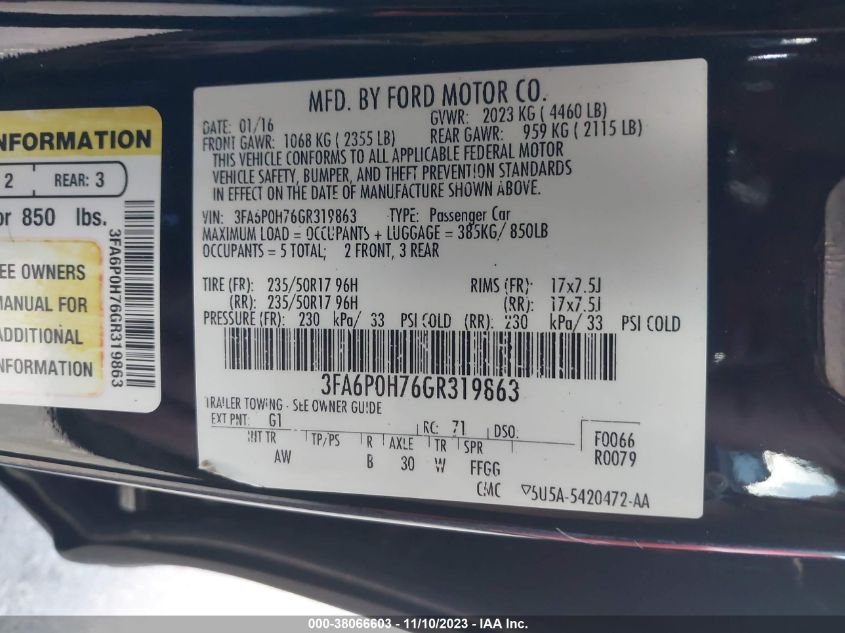 NFORMATION
2 REAR: 3
or 850 lbs.
EE OWNERS
MANUAL FOR
ADDITIONAL
INFORMATION
3FA6P0H76GR319863
MFD. BY FORD MOTOR CO.
DATE: 01/16 GVWR: 2023 KG ( 4460 LB)
FRONT GAWR: 1068 KG ( 2355 LB) REAR GAWR: 959 KG ( 2115 LB)
THIS VEHICLE CONFORMS TO ALL APPLICABLE FEDERAL MOTOR
VEHICLE SAFETY, BUMPER, AND THEFT PREVENTION STANDARDS
IN EFFECT ON THE DATE OF MANUFACTURE SHOWN ABOVE.
VIN: 3FA6P0H76GR319863 TYPE: Passenger Car
MAXIMUM LOAD = OCCUPANTS + LUGGAGE = 385KG/ 850LB
OCCUPANTS = 5 TOTAL; 2 FRONT, 3 REAR
TIRE (FR): 235/50R17 96H RIMS (FR): 17x7.5J
(RR): 235/50R17 96H (RR): 17x7.5J
PRESSURE (FR): 230 kPa/ 33 PSI COLD (RR): 230 kPa/ 33 PSI COLD
3FA6P0H76GR319863
TRAILER TOWING - SEE OWNER GUIDE
EXT PNT: G1 RC: 71 DSO: F0066
INT TR TP/PS R AXLE TR SPR R0079
AW B 30 W FFGG
CMC ▽5U5A-5420472-AA
000-38066603 - 11/10/2023 - Copyright © IAA, Inc.